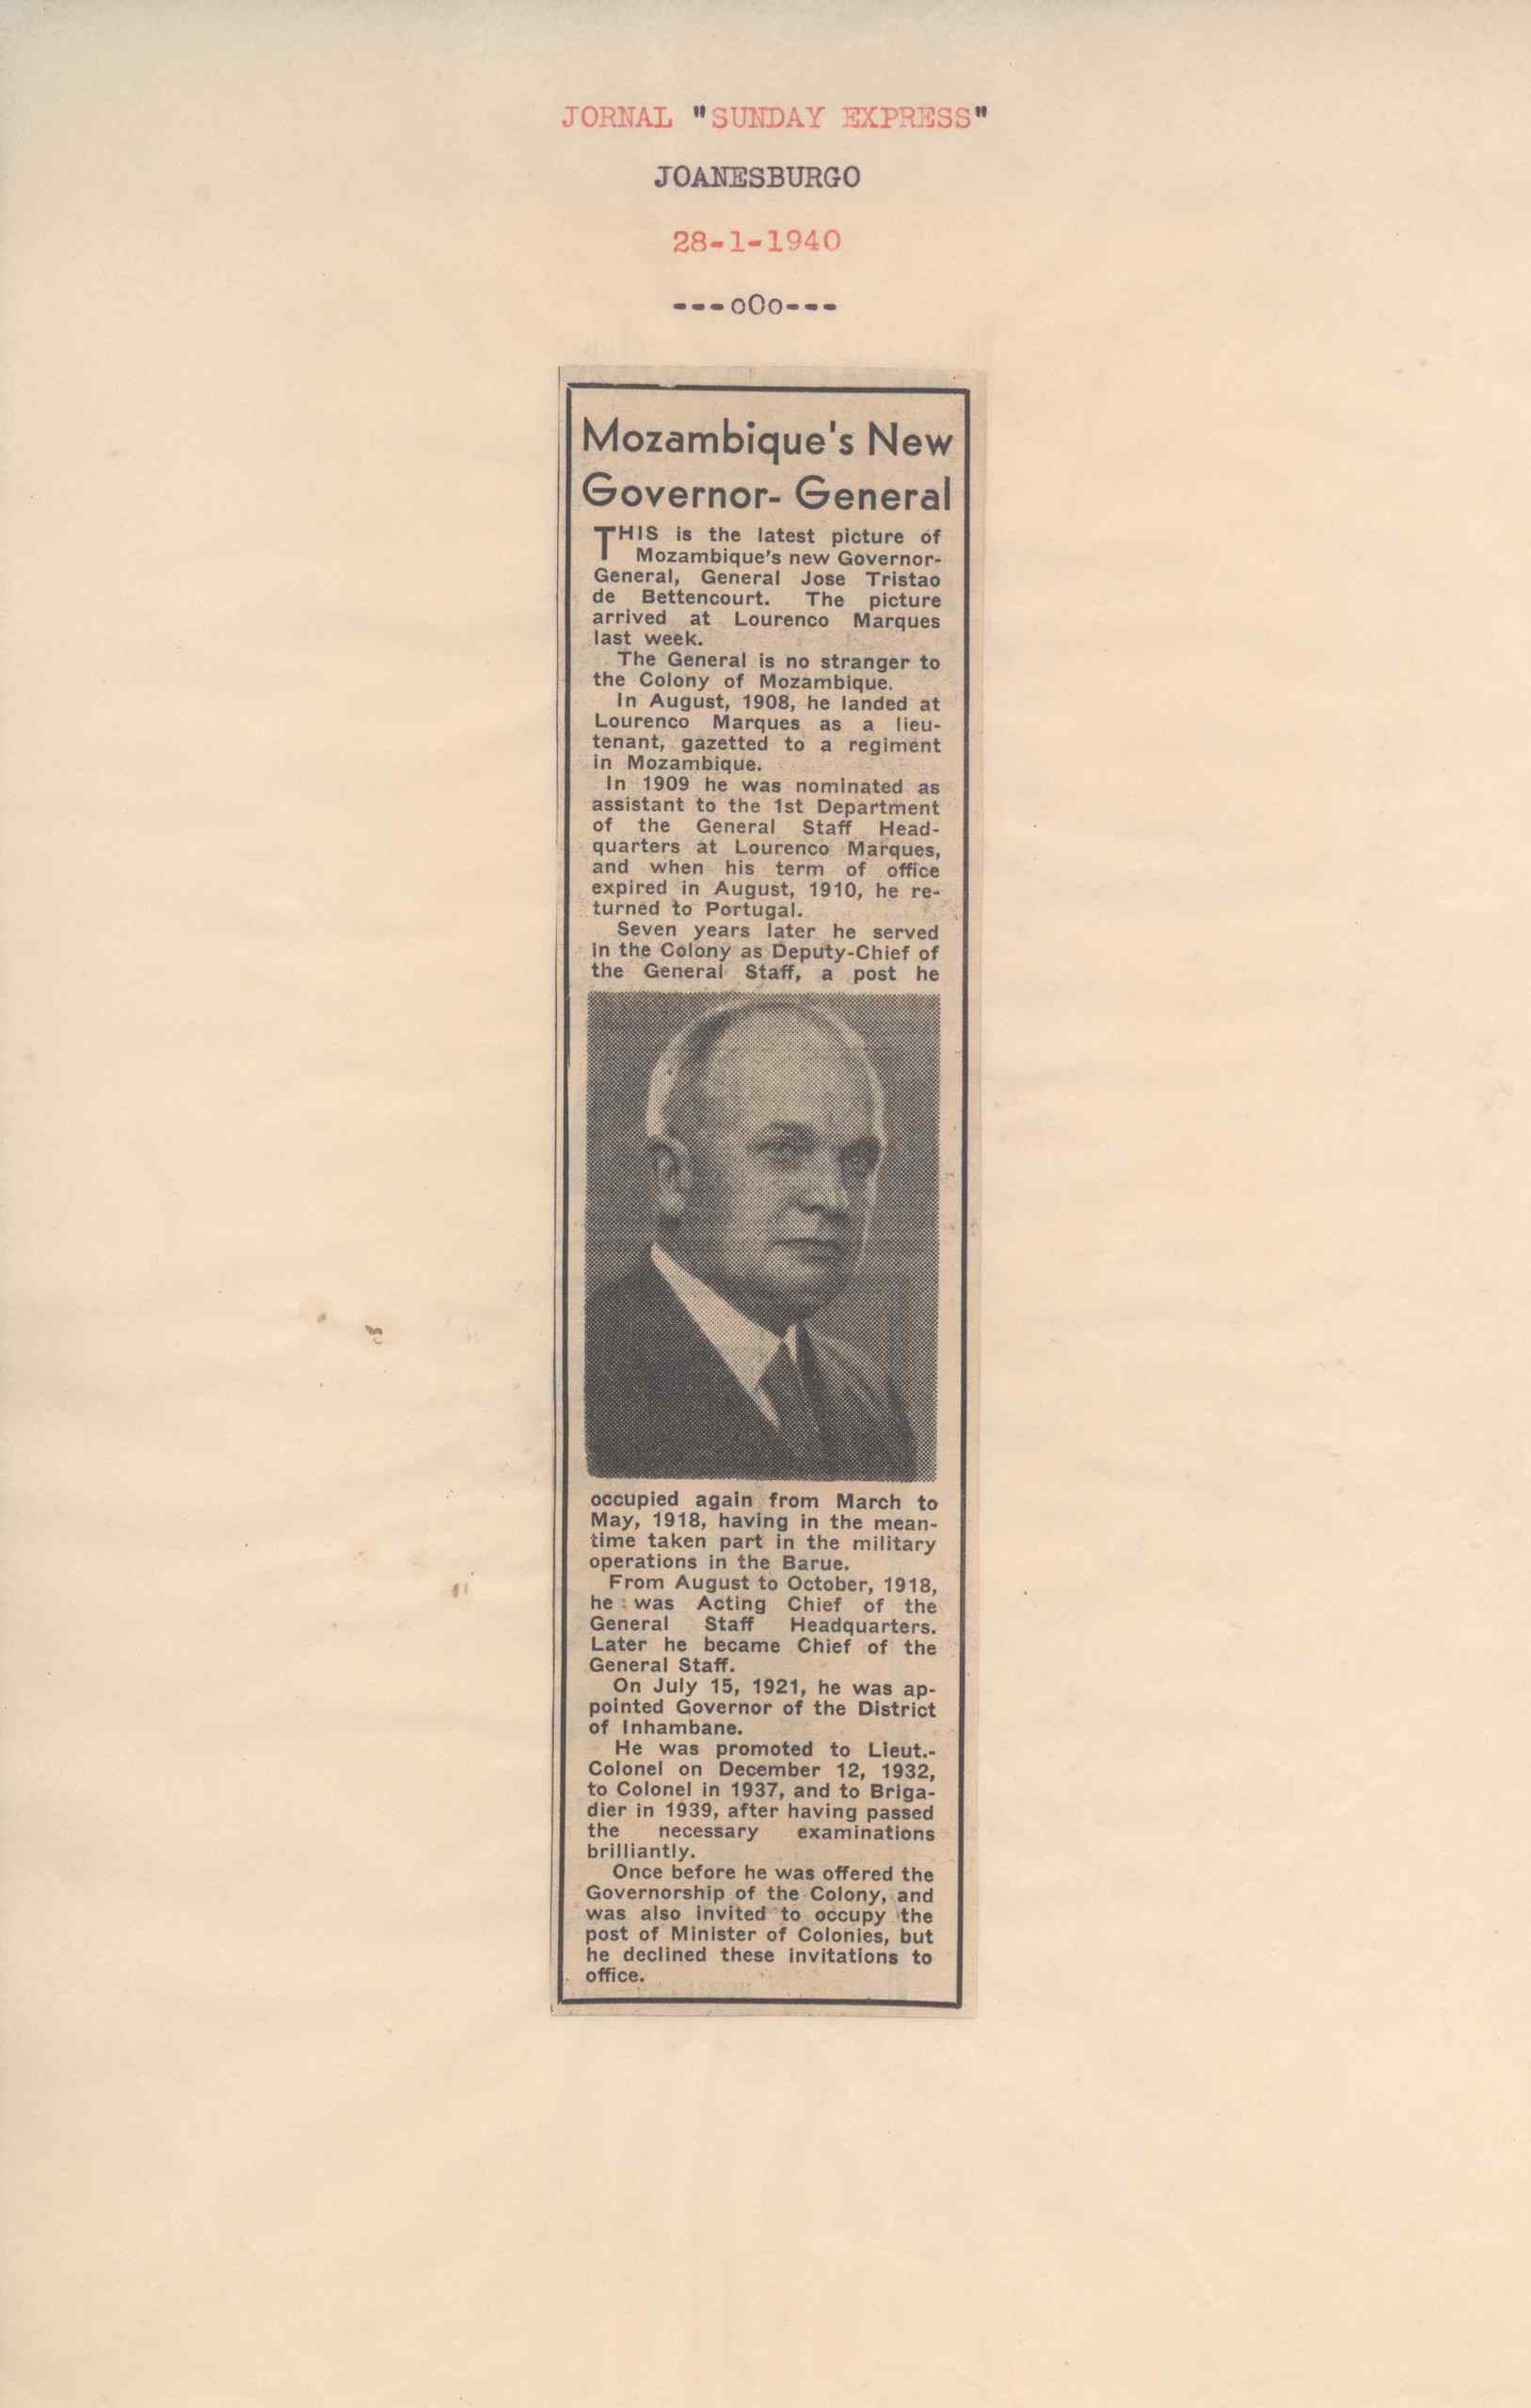 JORNAL "SUNDAY EXPRESS"
JOANESBURGO
28-1-1940
---oOo---
Mozambique's New
Governor- General
THIS is the latest picture of
Mozambique's new Governor-
General, General Jose Tristao
de Bettencourt. The picture
arrived at Lourenco Marques
last week.
The General is no stranger to
the Colony of Mozambique.
In August, 1908, he landed at
Lourenco Marques as a lieu-
tenant, gazetted to a regiment
in Mozambique.
In 1909 he was nominated as
assistant to the 1st Department
of the General Staff Head-
quarters at Lourenco Marques,
and when his term of office
expired in August, 1910, he re-
turned to Portugal.
Seven years later he served
in the Colony as Deputy-Chief of
the General Staff, a post he
occupied again from March to
May, 1918, having in the mean-
time taken part in the military
operations in the Barue.
From August to October, 1918,
he was Acting Chief of the
General Staff Headquarters.
Later he became Chief of the
General Staff.
On July 15, 1921, he was ap-
pointed Governor of the District
of Inhambane.
He was promoted to Lieut.-
Colonel on December 12, 1932,
to Colonel in 1937, and to Briga-
dier in 1939, after having passed
the necessary examinations
brilliantly.
Once before he was offered the
Governorship of the Colony, and
was also invited to occupy the
post of Minister of Colonies, but
he declined these invitations to
office.